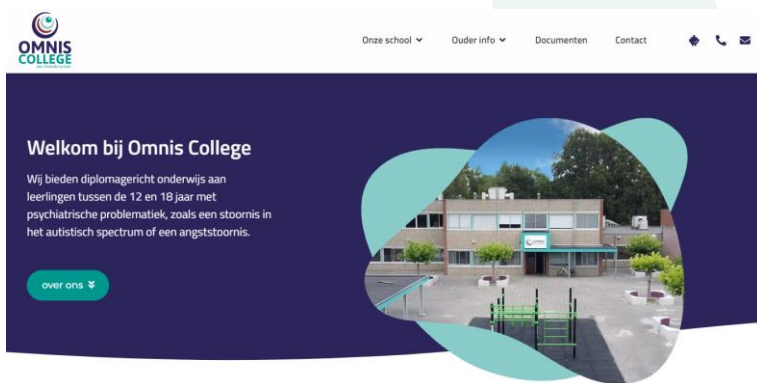 OMNIS
COLLEGE
Onze school
Ouder info
Documenten
Contact
Welkom bij Omnis College
Wij bieden diplomagericht onderwijs aan
leerlingen tussen de 12 en 18 jaar met
psychiatrische problematiek, zoals een stoornis in
het autistisch spectrum of een angststoornis.
over ons
OMNIS